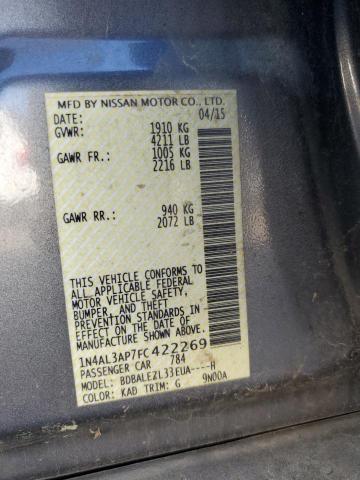 MFD BY NISSAN MOTOR CO., LTD.
DATE: 04/15
GVWR: 1910 KG
4211 LB
GAWR FR: 1005 KG
2216 LB
GAWR RR: 940 KG
2072 LB
THIS VEHICLE CONFORMS TO
ALL APPLICABLE FEDERAL
MOTOR VEHICLE SAFETY,
BUMPER, AND THEFT
PREVENTION STANDARDS
IN EFFECT ON THE DATE OF
MANUFACTURE SHOWN ABOVE.
1N4AL3AP7FC422269
PASSENGER CAR 784
MODEL: BDBALEZL33EUA----H
COLOR: KAD TRIM: G 9N00A